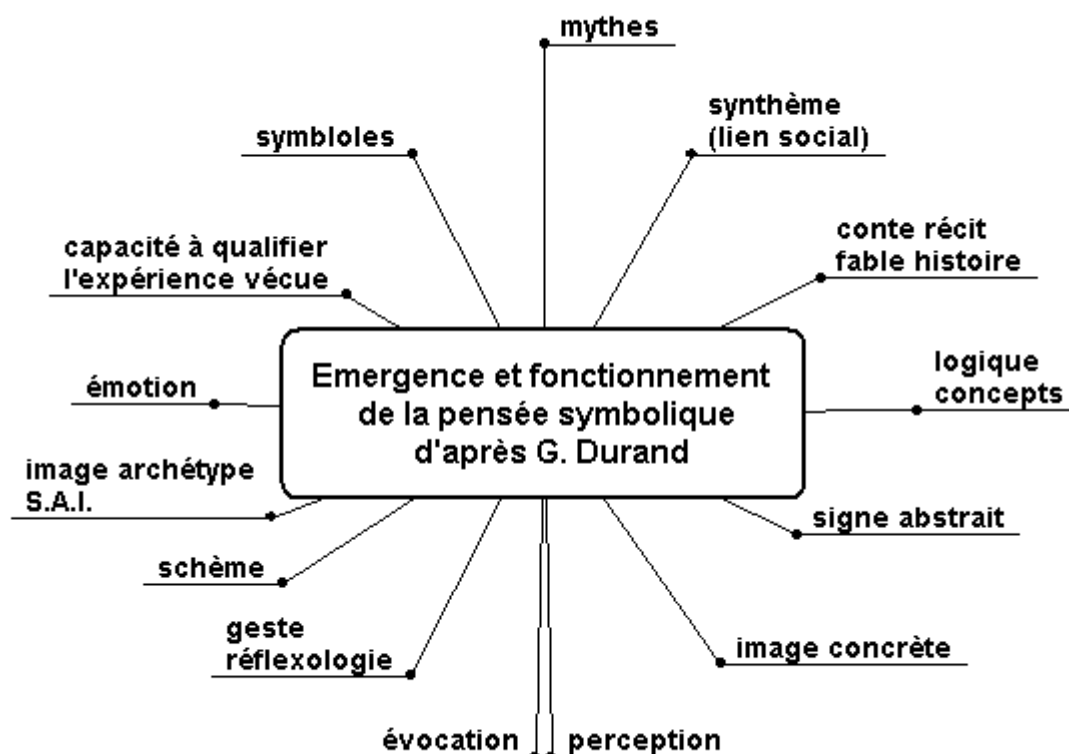 mythes
synthème
(lien social)
symbloles
conte récit
fable histoire
capacité à qualifier
l'expérience vécue
logique
concepts
Emergence et fonctionnement
de la pensée symbolique
d'après G. Durand
émotion
image archétype
S.A.I.
signe abstrait
schème
geste
réflexologie
image concrète
évocation
perception